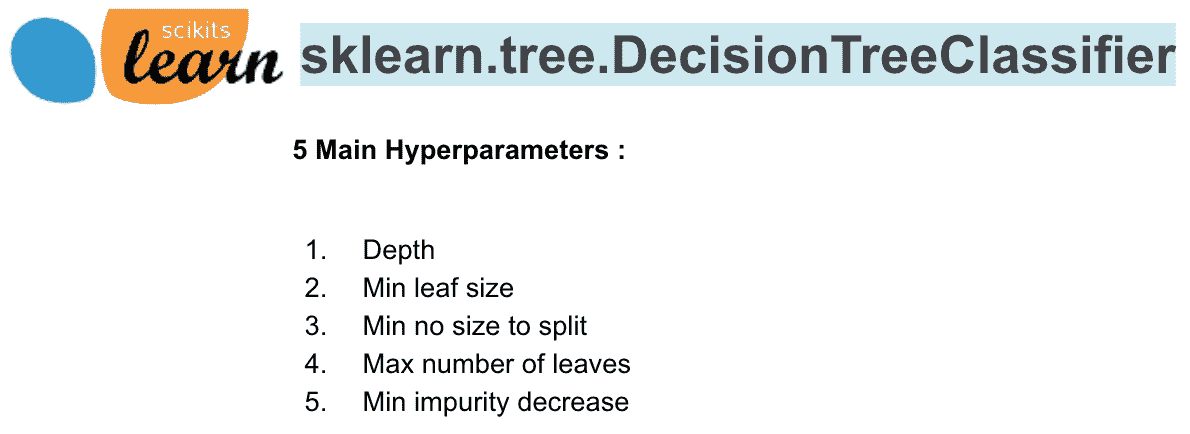 scikits
learn
sklearn.tree.DecisionTreeClassifier
5 Main Hyperparameters :
1. Depth
2. Min leaf size
3. Min no size to split
4. Max number of leaves
5. Min impurity decrease